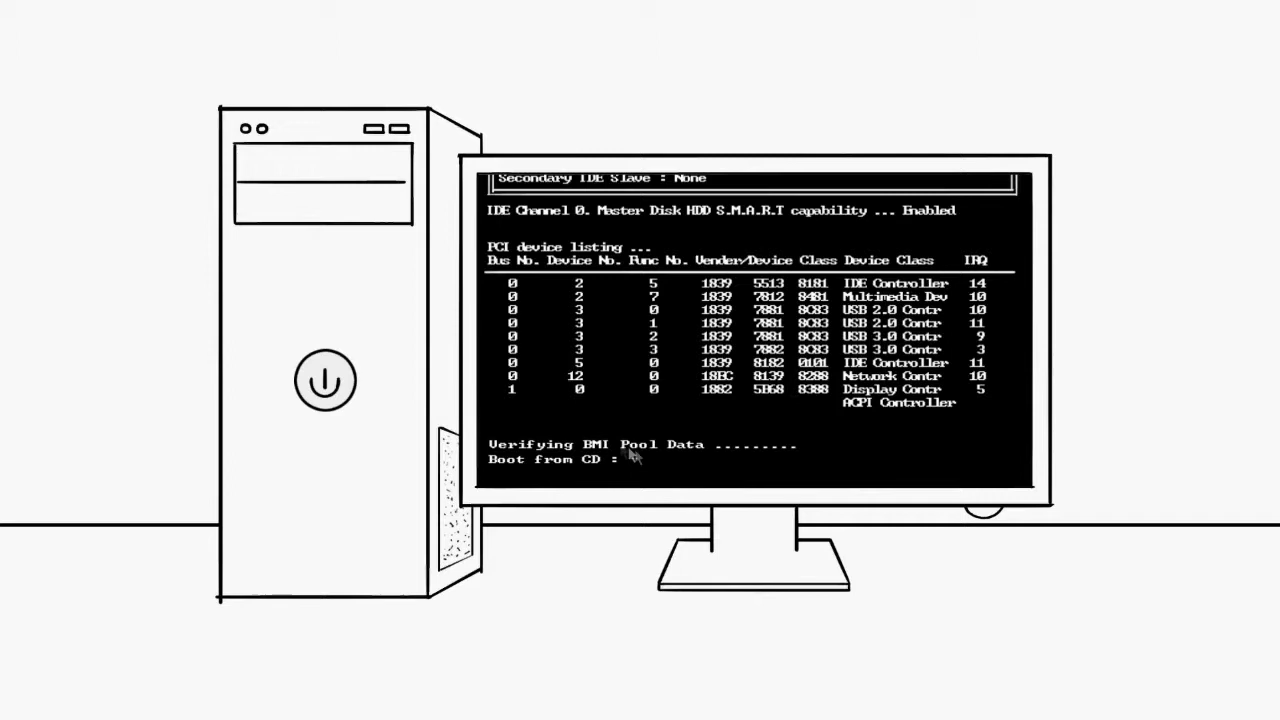 Secondary IDE Slave : None
IDE Channel 0. Master Disk HDD S.M.A.R.T capability ... Enabled
PCI device listing ...
Bus No. Device No. Func No. Vender/Device Class Device Class IRQ
0 2 5 1839 5513 8181 IDE Controller 14
0 2 7 1839 7812 8481 Multimedia Dev 10
0 3 0 1839 7881 8C83 USB 2.0 Contr 10
0 3 1 1839 7881 8C83 USB 2.0 Contr 11
0 3 2 1839 7881 8C83 USB 3.0 Contr 9
0 3 3 1839 7882 8C83 USB 3.0 Contr 3
0 5 0 1839 8182 0101 IDE Controller 11
0 12 0 18EC 8139 8288 Network Contr 10
1 0 0 1882 5B68 8388 Display Contr 5
ACPI Controller
Verifying BMI Pool Data .........
Boot from CD :